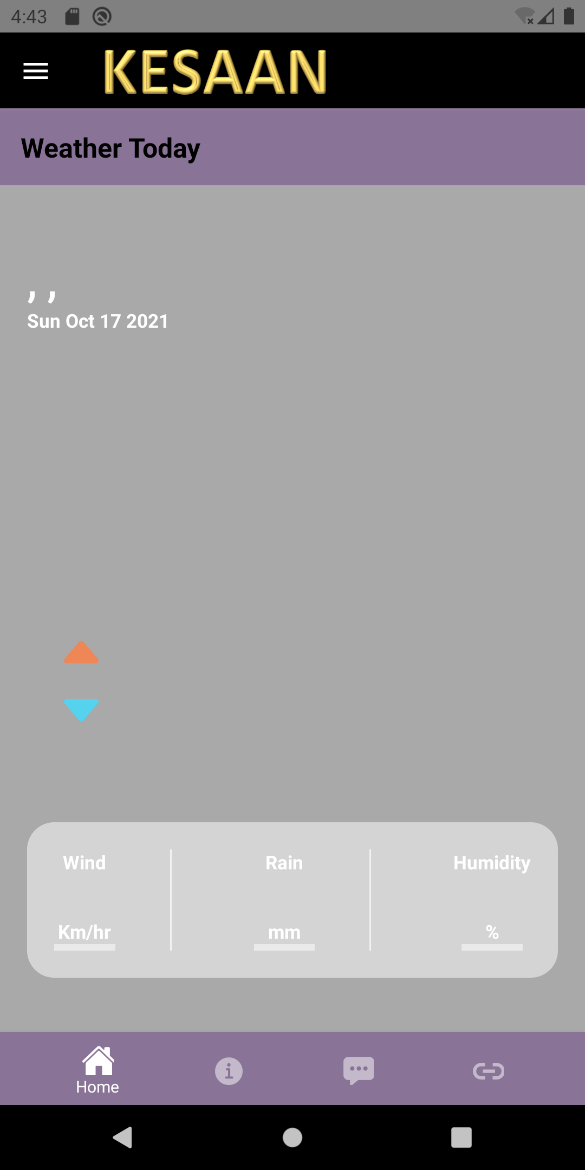 4:43
KESAAN
Weather Today
, ,
Sun Oct 17 2021
Wind Rain Humidity
Km/hr mm %
Home